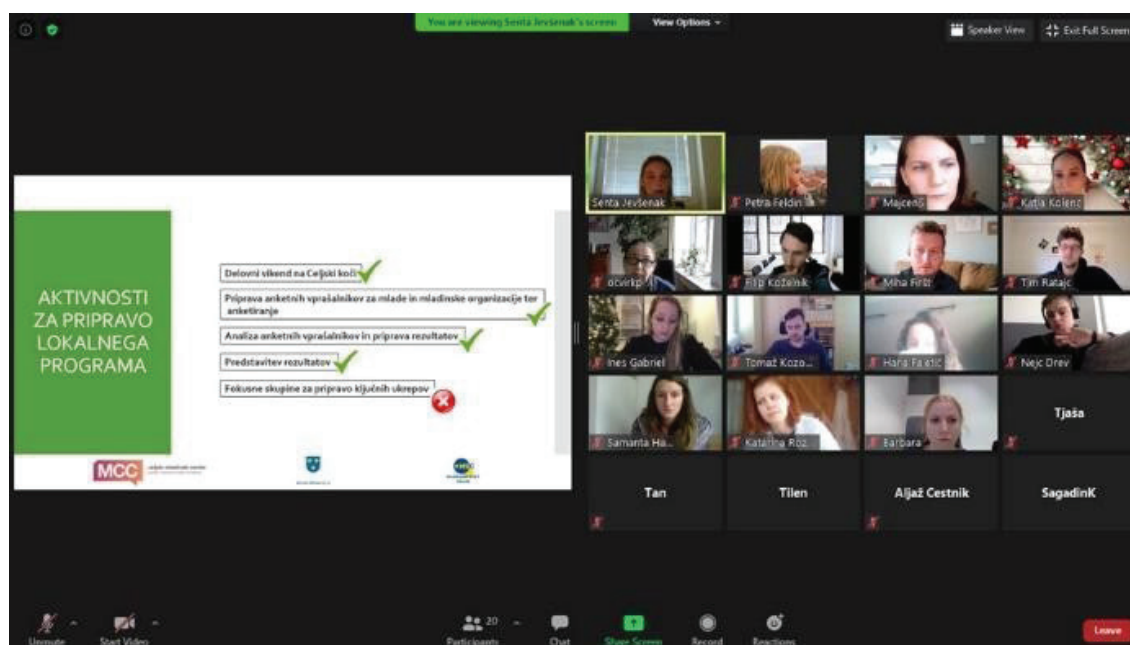 You are viewing Senta Jevšenak's screen
View Options
Speaker View
Exit Full Screen
AKTIVNOSTI
ZA PRIPRAVO
LOKALNEGA
PROGRAMA
Delovni vikend na Celjski koči
Priprava anketnih vprašalnikov za mlade in mladinske organizacije ter
anketiranje
Analiza anketnih vprašalnikov in priprava rezultatov
Predstavitev rezultatov
Fokusne skupine za pripravo ključnih ukrepov
MCC
Senta Jevšenak
Petra Feldin
MajcenS
Katja Kolenc
otvirkp
Filip Koželnik
Miha Firšt
Tim Ratajc
Ines Gabriel
Tomaž Kozo...
Hana Faletič
Nejc Drev
Samanta Ha...
Katarina Roz...
Barbara
Tjaša
Tan
Tilen
Aljaž Cestnik
SagadinK
Unmute
Start Video
20
Participants
Chat
Share Screen
Record
Reactions
Leave